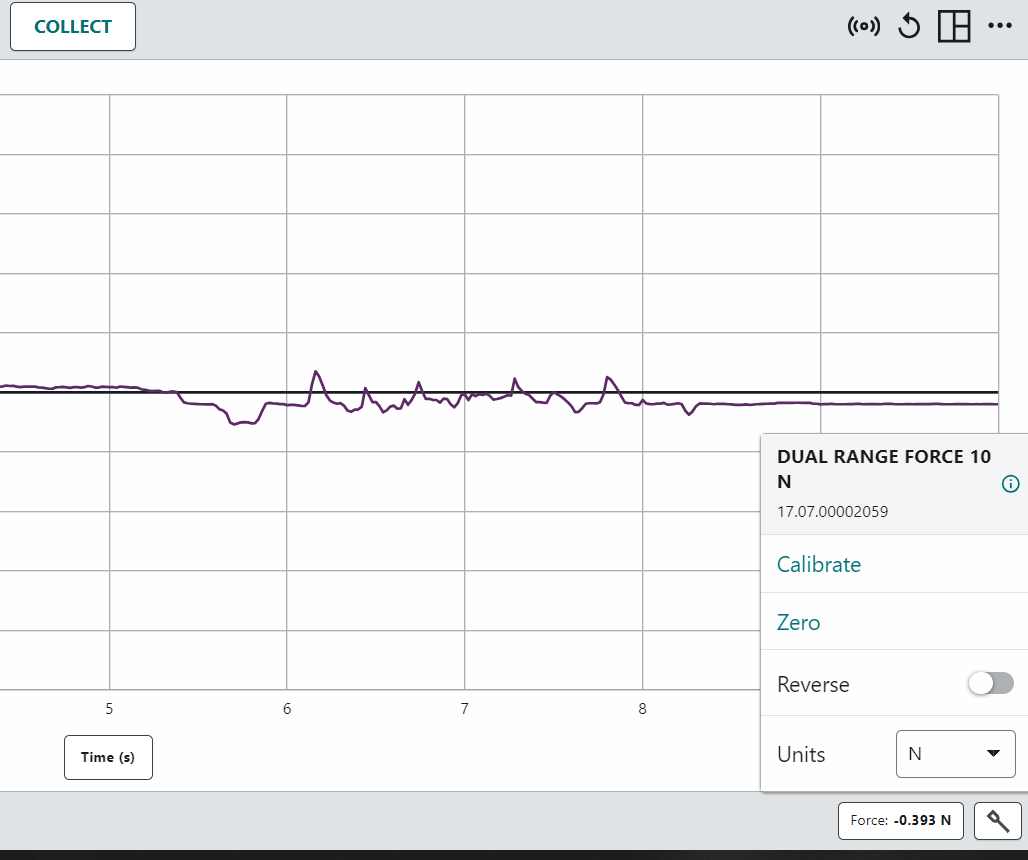 COLLECT
5
6
7
8
Time (s)
DUAL RANGE FORCE 10
N
17.07.00002059
Calibrate
Zero
Reverse
Units
N
Force: -0.393 N